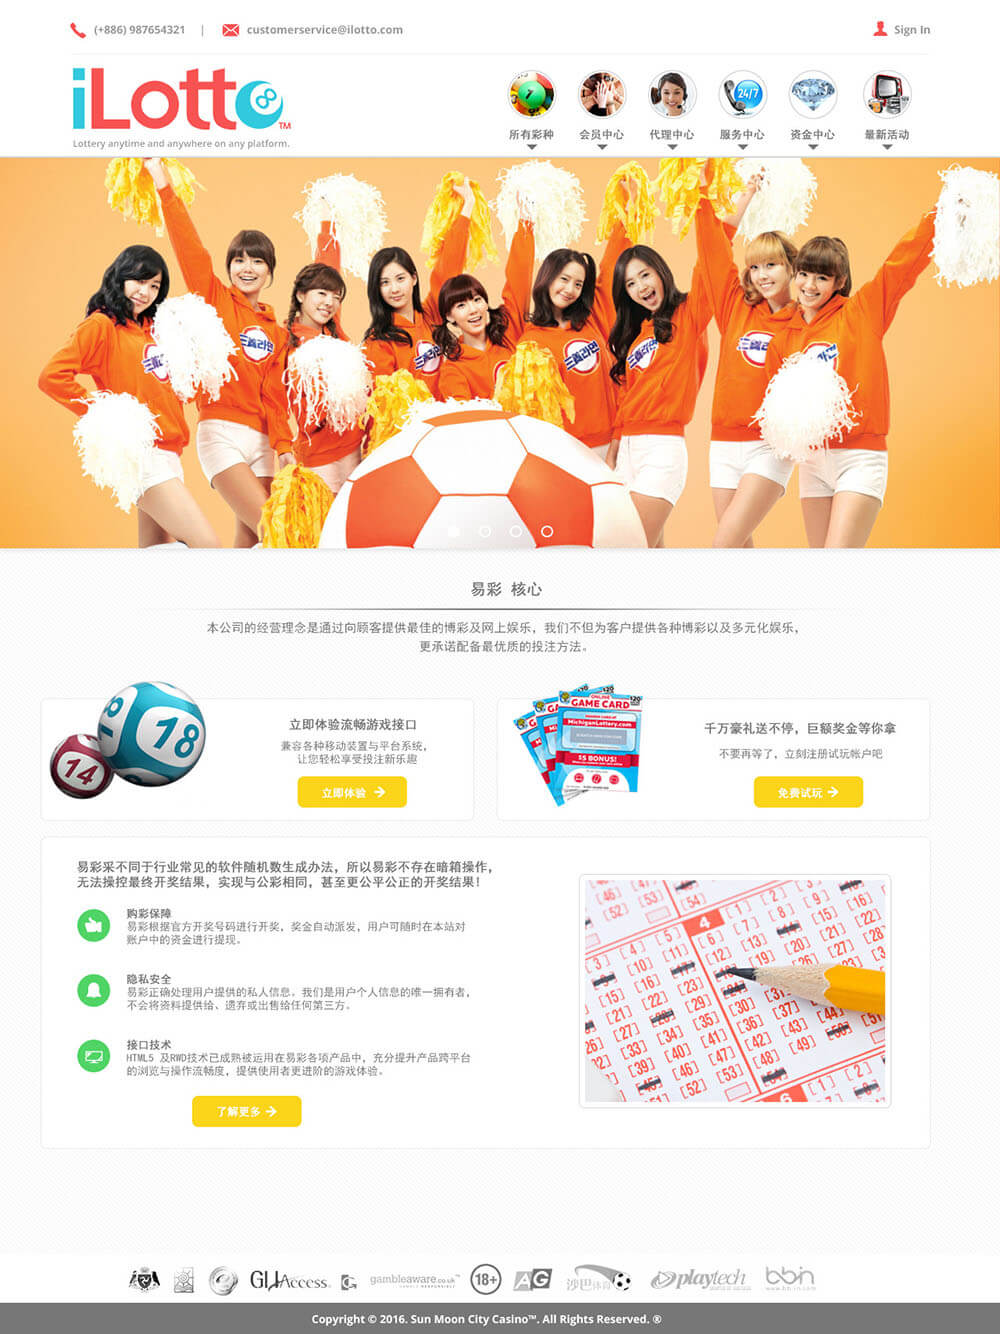 (+886) 987654321 | customerservice@ilotto.com
Sign In
iLotto™
Lottery anytime and anywhere on any platform.
24/7
所有彩种 会员中心 代理中心 服务中心 资金中心 最新活动
易彩 核心
本公司的经营理念是通过向顾客提供最佳的博彩及网上娱乐，我们不但为客户提供各种博彩以及多元化娱乐，
更承诺配备最优质的投注方法。
18
14
立即体验流畅游戏接口
兼容各种移动装置与平台系统，
让您轻松享受投注新乐趣
立即体验
ONLINE
GAME CARD
MichiganLottery.com
$5 BONUS!
千万豪礼送不停，巨额奖金等你拿
不要再等了，立刻注册试玩帐户吧
免费试玩
易彩采不同于行业常见的软件随机数生成办法，所以易彩不存在暗箱操作，
无法操控最终开奖结果，实现与公彩相同，甚至更公平公正的开奖结果！
购彩保障
易彩根据官方开奖号码进行开奖，奖金自动派发，用户可随时在本站对
账户中的资金进行提现。
隐私安全
易彩正确处理用户提供的私人信息。我们是用户个人信息的唯一拥有者，
不会将资料提供给、遗弃或出售给任何第三方。
接口技术
HTML5 及RWD技术已成熟被运用在易彩各项产品中，充分提升产品跨平台
的浏览与操作流畅度，提供使用者更进阶的游戏体验。
了解更多
GLIAccess
gambleaware.co.uk
18+
AG
沙巴体育
playtech
bbin
Copyright © 2016. Sun Moon City Casino™. All Rights Reserved. ®